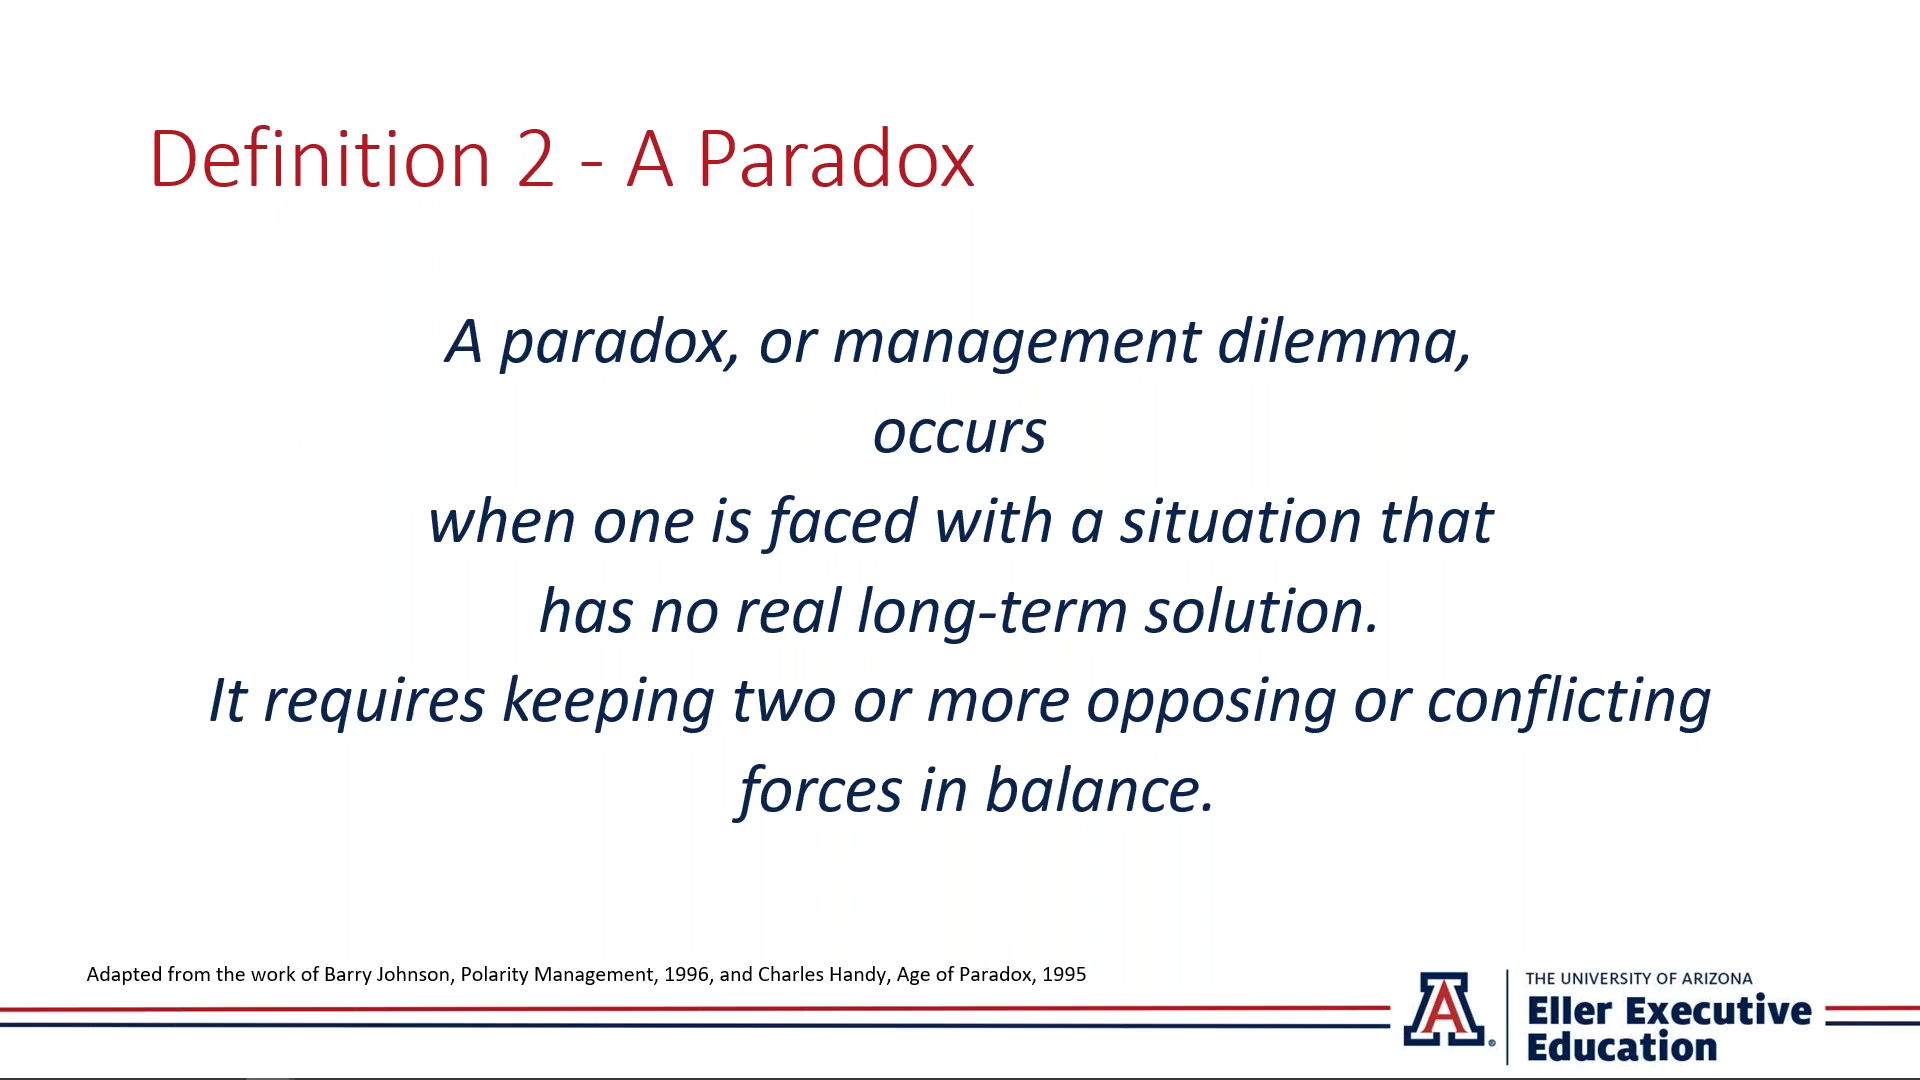 Definition 2 - A Paradox
A paradox, or management dilemma,
occurs
when one is faced with a situation that
has no real long-term solution.
It requires keeping two or more opposing or conflicting
forces in balance.
Adapted from the work of Barry Johnson, Polarity Management, 1996, and Charles Handy, Age of Paradox, 1995
A®
THE UNIVERSITY OF ARIZONA
Eller Executive
Education